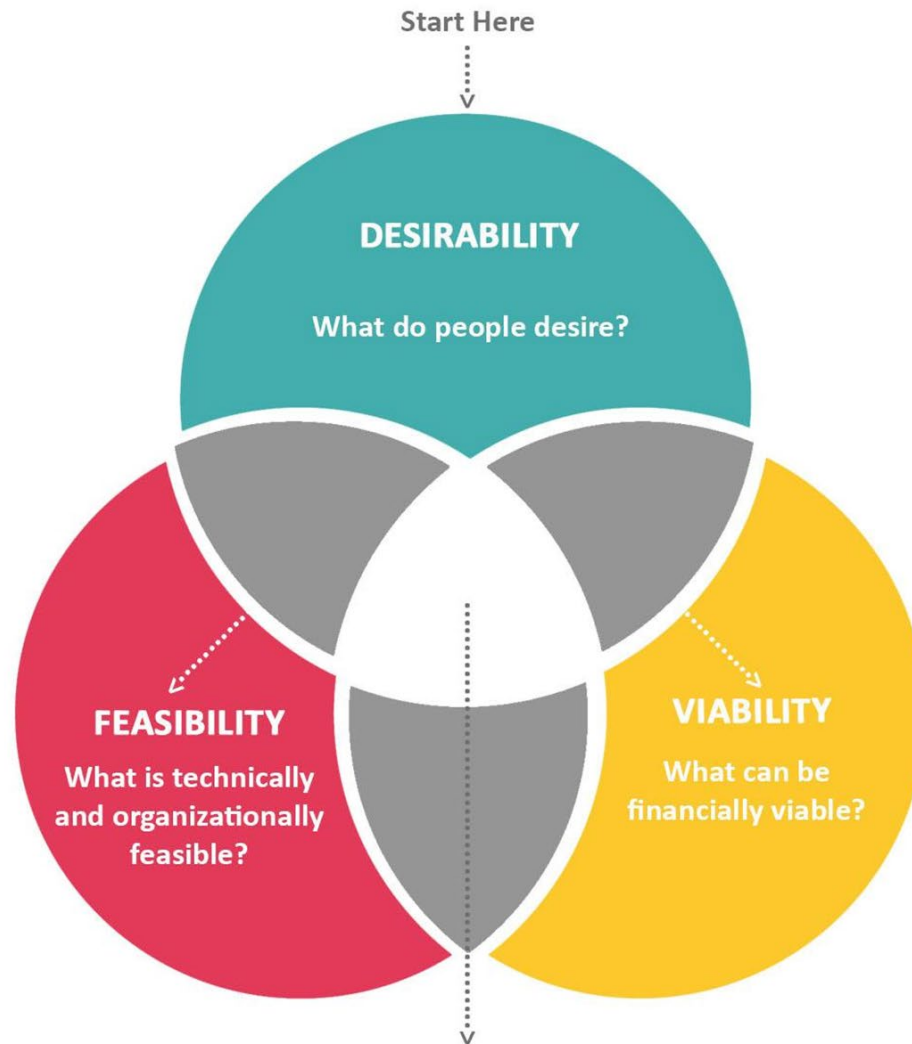 Start Here
DESIRABILITY
What do people desire?
FEASIBILITY
What is technically
and organizationally
feasible?
VIABILITY
What can be
financially viable?